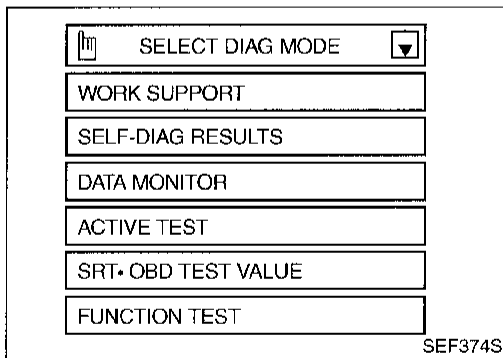 SELECT DIAG MODE
WORK SUPPORT
SELF-DIAG RESULTS
DATA MONITOR
ACTIVE TEST
SRT• OBD TEST VALUE
FUNCTION TEST
SEF374S